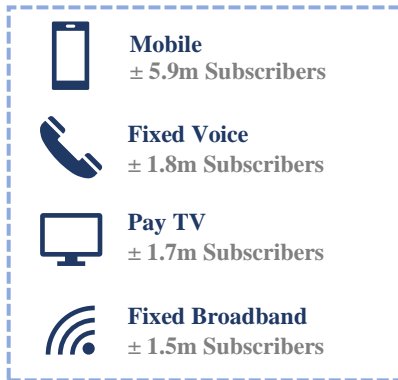 Mobile
± 5.9m Subscribers
Fixed Voice
± 1.8m Subscribers
Pay TV
± 1.7m Subscribers
Fixed Broadband
± 1.5m Subscribers